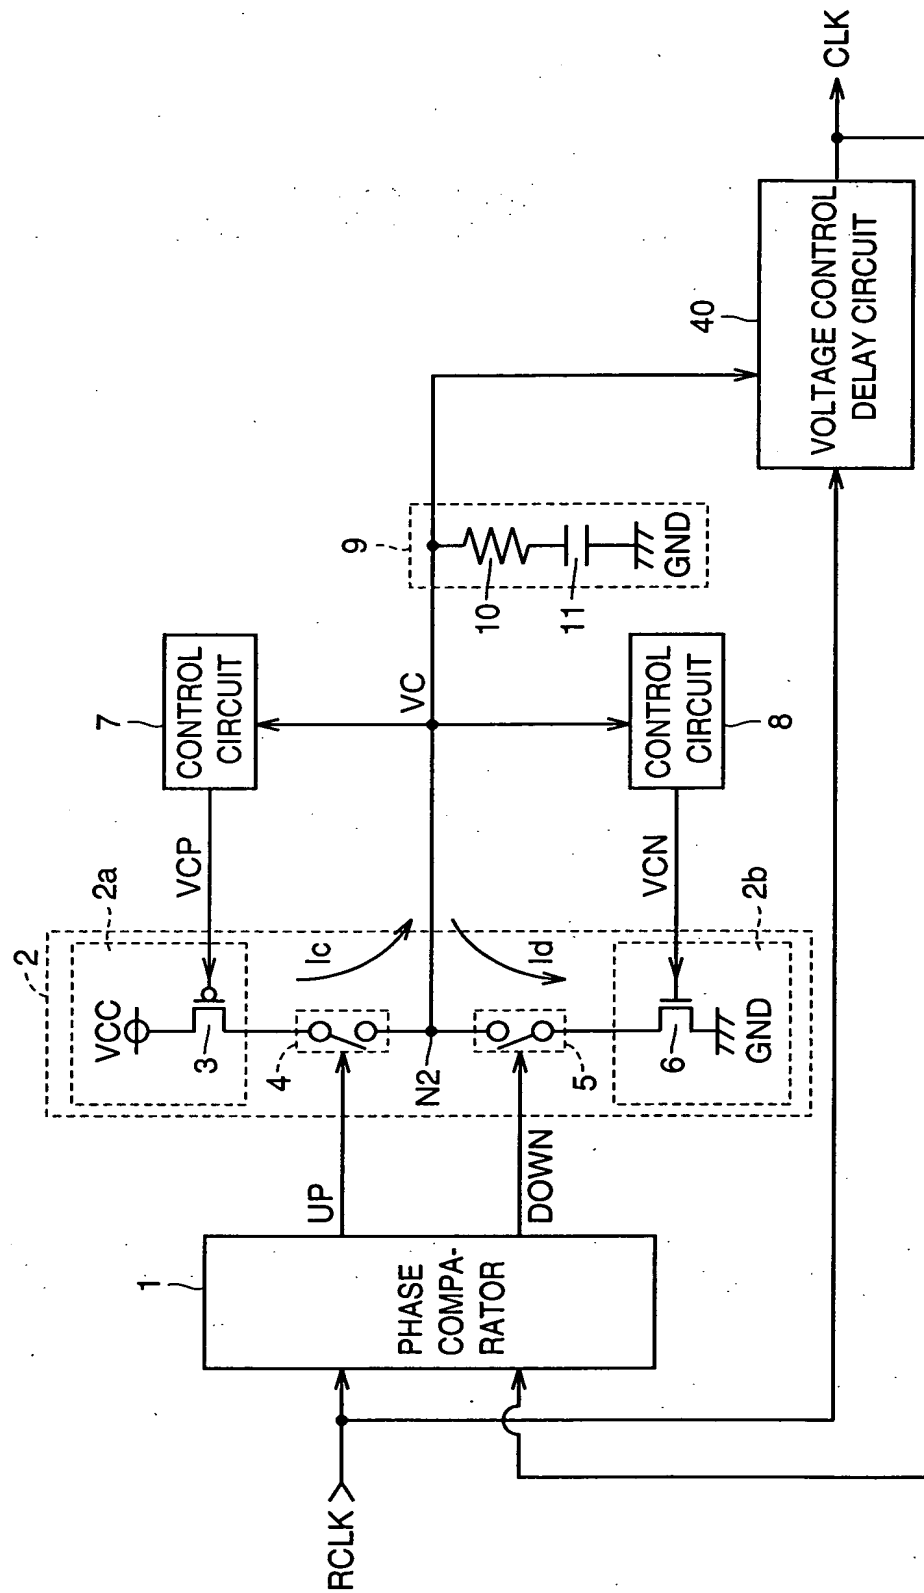 RCLK
1
PHASE
COMPA-
RATOR
UP
DOWN
2
2a
VCC
3
4
N2
5
6
GND
2b
Ic
Id
VCP
VCN
7
CONTROL
CIRCUIT
VC
CONTROL
CIRCUIT
8
9
10
11
GND
40
VOLTAGE CONTROL
DELAY CIRCUIT
CLK